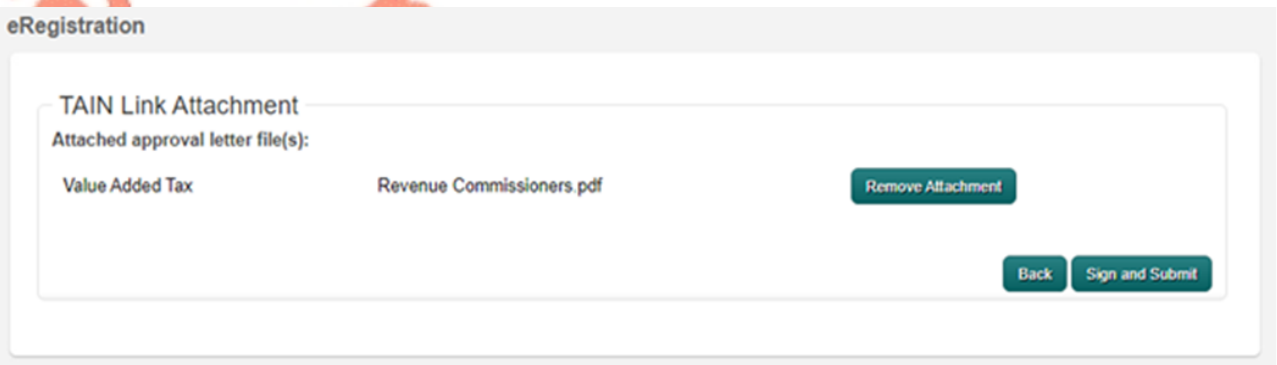 eRegistration
TAIN Link Attachment
Attached approval letter file(s):
Value Added Tax Revenue Commissioners.pdf Remove Attachment
Back Sign and Submit